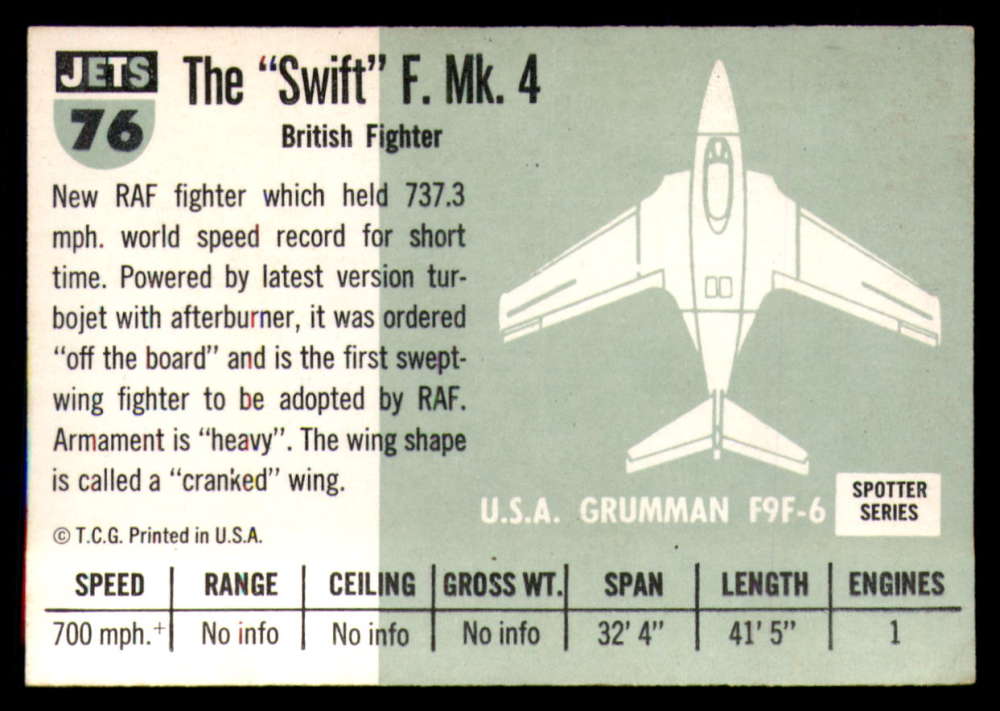 JETS
76
The "Swift" F. Mk. 4
British Fighter
New RAF fighter which held 737.3
mph. world speed record for short
time. Powered by latest version tur-
bojet with afterburner, it was ordered
"off the board" and is the first swept-
wing fighter to be adopted by RAF.
Armament is "heavy". The wing shape
is called a "cranked" wing.
© T.C.G. Printed in U.S.A.
U.S.A. GRUMMAN F9F-6
SPOTTER
SERIES
SPEED RANGE CEILING GROSS WT. SPAN LENGTH ENGINES
700 mph.+ No info No info No info 32' 4" 41' 5" 1